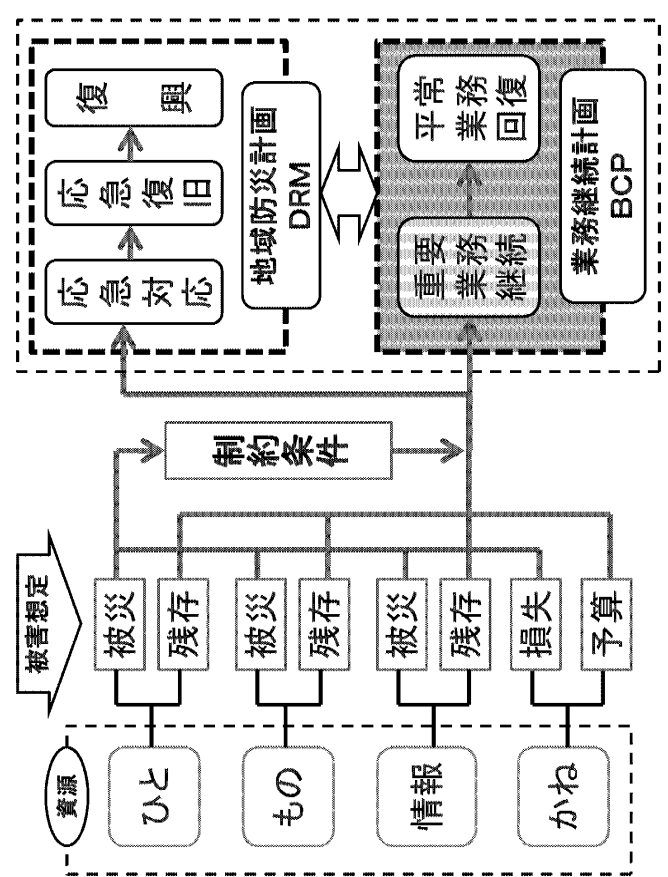 資源
ひと
もの
情報
かね
被害想定
被災
残存
被災
残存
被災
残存
損失
予算
制約条件
応急対応
応急復旧
復興
地域防災計画
DRM
重要
業務
継続
平常
業務
回復
業務継続計画
BCP